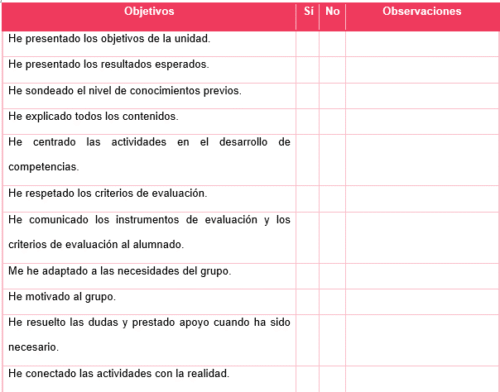 Objetivos Sí No Observaciones
He presentado los objetivos de la unidad.
He presentado los resultados esperados.
He sondeado el nivel de conocimientos previos.
He explicado todos los contenidos.
He centrado las actividades en el desarrollo de
competencias.
He respetado los criterios de evaluación.
He comunicado los instrumentos de evaluación y los
criterios de evaluación al alumnado.
Me he adaptado a las necesidades del grupo.
He motivado al grupo.
He resuelto las dudas y prestado apoyo cuando ha sido
necesario.
He conectado las actividades con la realidad.